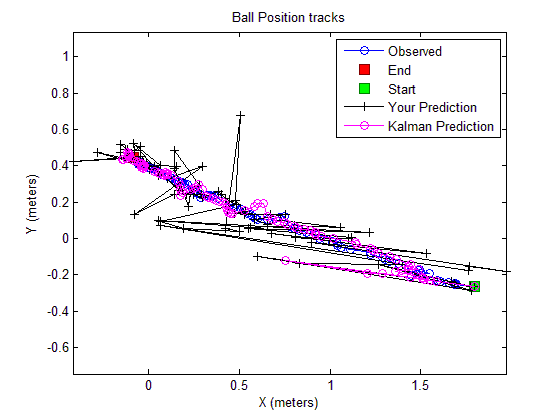 Ball Position tracks
Observed
End
Start
Your Prediction
Kalman Prediction
1
0.8
0.6
0.4
0.2
0
-0.2
-0.4
-0.6
Y (meters)
0
0.5
1
1.5
X (meters)